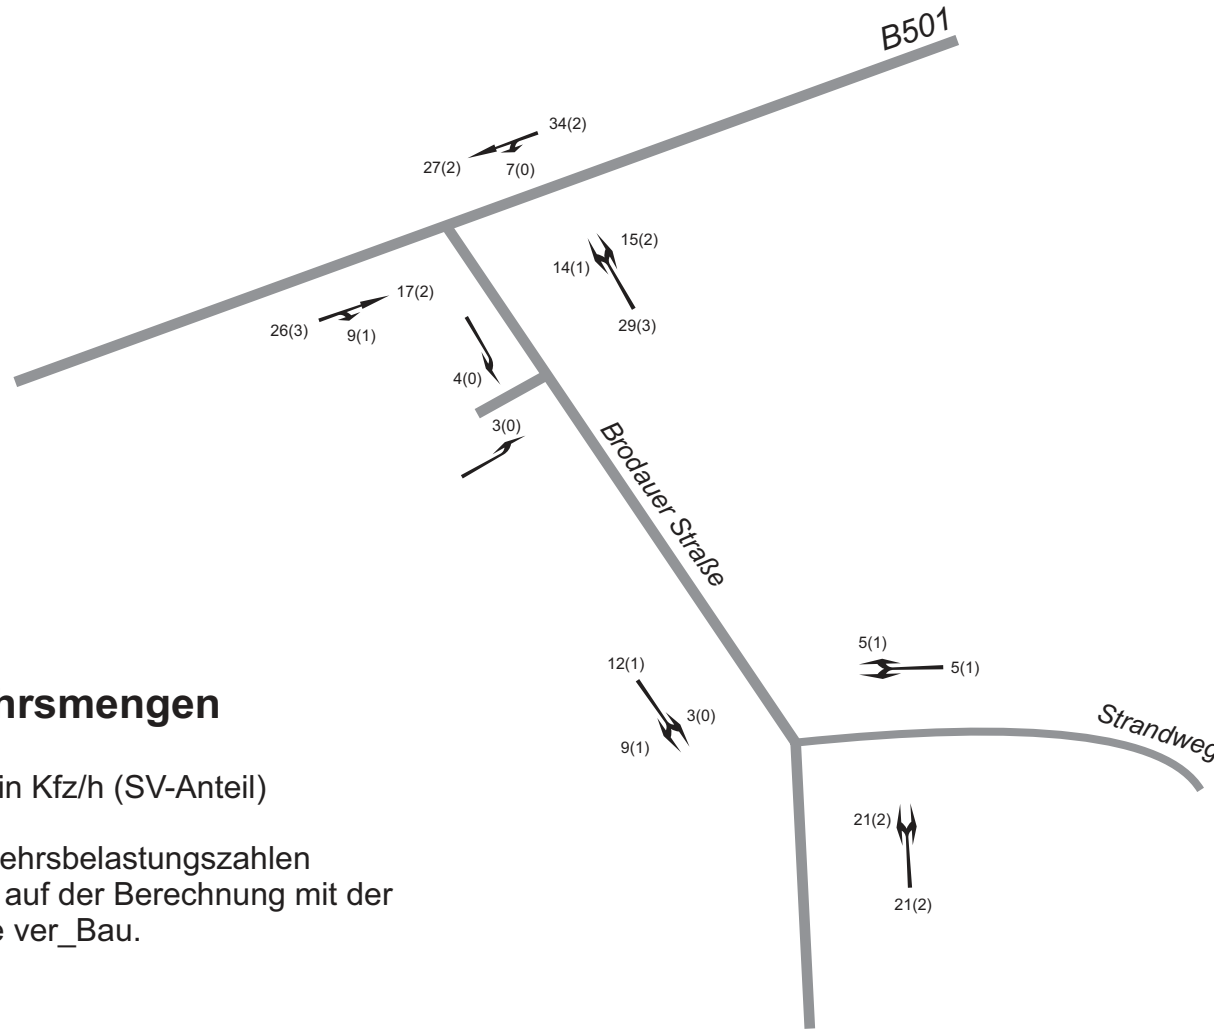 B501
34(2)
27(2)
7(0)
15(2)
14(1)
29(3)
17(2)
26(3)
9(1)
4(0)
3(0)
Brodauer Straße
12(1)
3(0)
9(1)
5(1)
5(1)
Strandweg
21(2)
21(2)
hrsmengen
in Kfz/h (SV-Anteil)
ehrsbelastungszahlen
auf der Berechnung mit der
e ver_Bau.